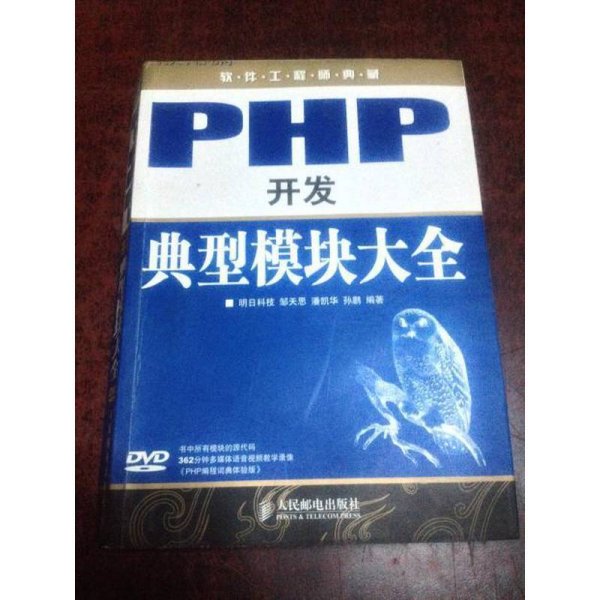 软·件·工·程·师·典·藏
PHP
开发
典型模块大全
明日科技 邹天思 潘凯华 孙鹏 编著
DVD
书中所有模块的源代码
362分钟多媒体语音视频教学录像
《PHP编程词典体验版》
人民邮电出版社
POSTS & TELECOM PRESS